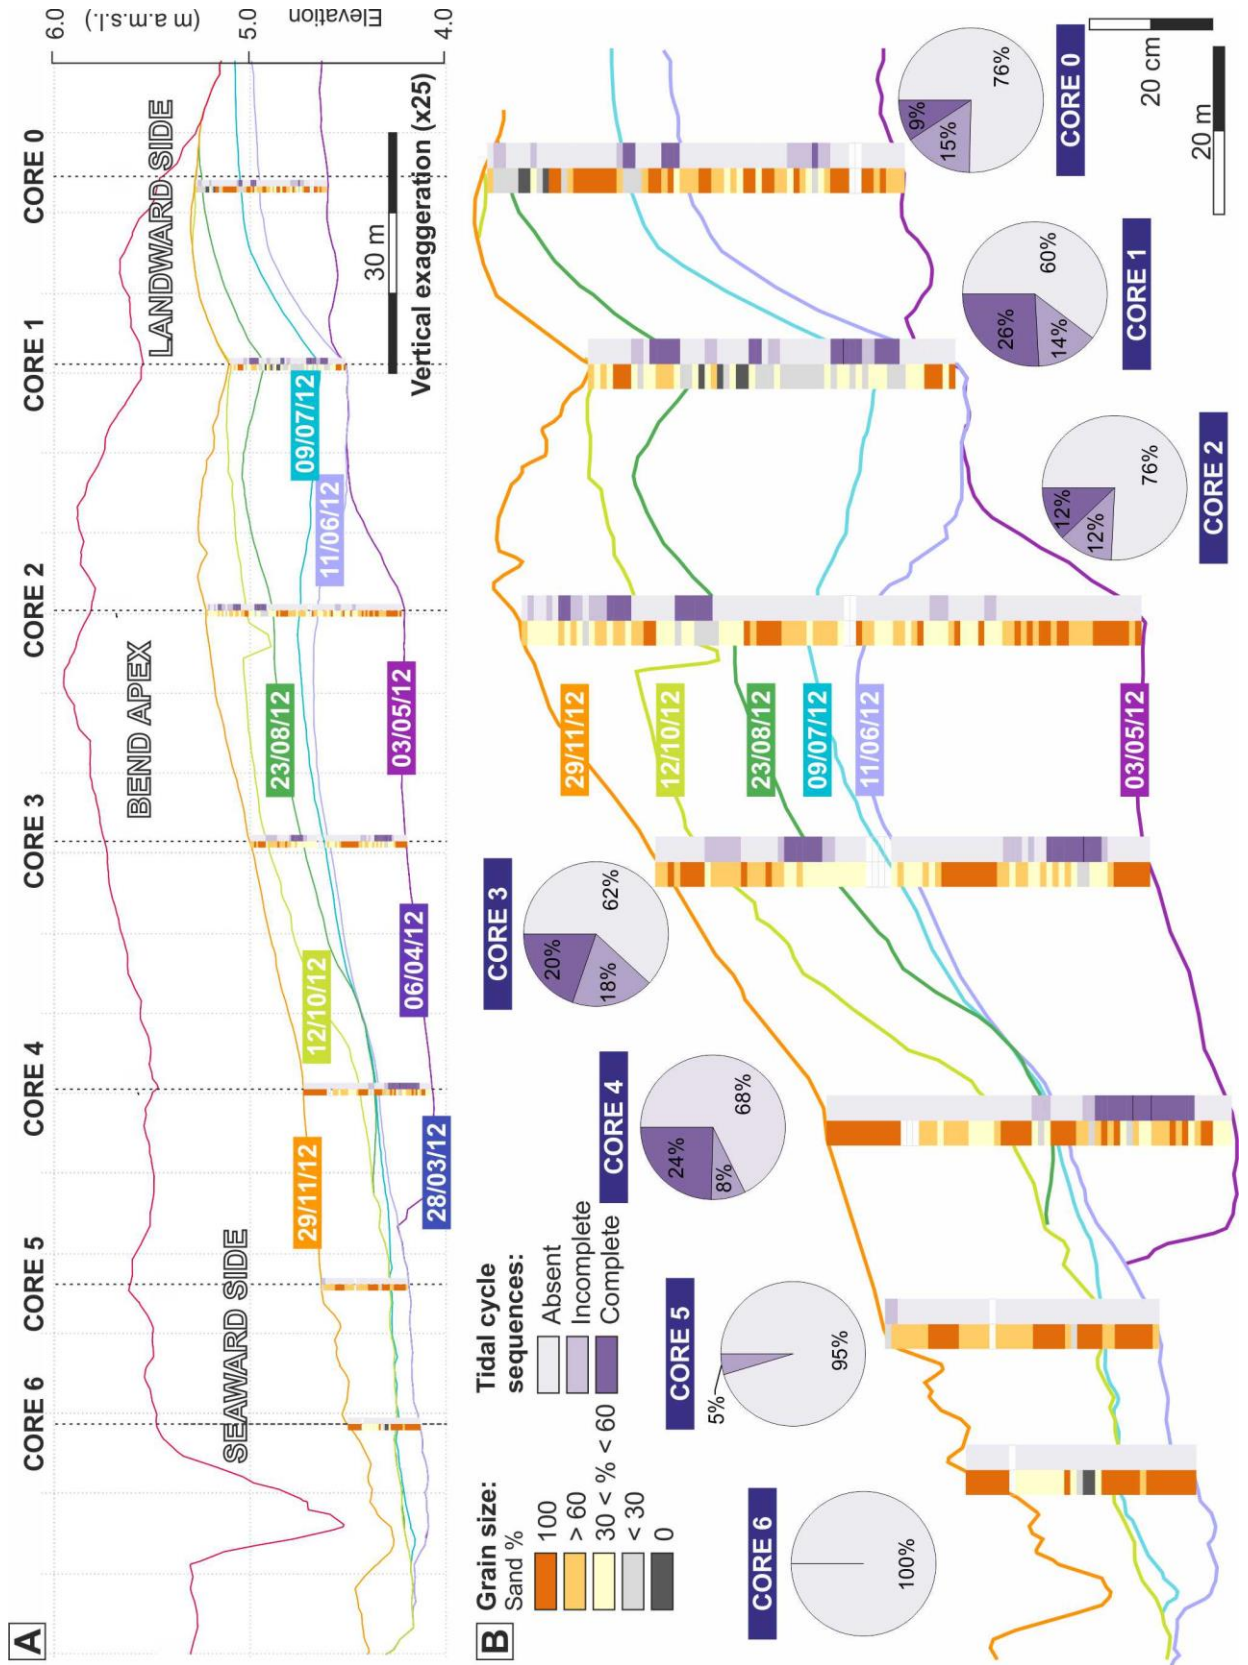 A
CORE 6
CORE 5
CORE 4
CORE 3
CORE 2
CORE 1
CORE 0
6.0
5.0
4.0
Elevation
(m a.m.s.l.)
SEAWARD SIDE
BEND APEX
LANDWARD SIDE
29/11/12
28/03/12
12/10/12
06/04/12
23/08/12
03/05/12
11/06/12
09/07/12
30 m
Vertical exaggeration (x25)
B
Grain size:
Sand %
100
> 60
30 < % < 60
< 30
0
Tidal cycle
sequences:
Absent
Incomplete
Complete
CORE 6
100%
CORE 5
5%
95%
CORE 4
24%
8%
68%
CORE 3
20%
18%
62%
29/11/12
12/10/12
23/08/12
09/07/12
11/06/12
03/05/12
12%
12%
76%
CORE 2
26%
14%
60%
CORE 1
9%
15%
76%
CORE 0
20 cm
20 m